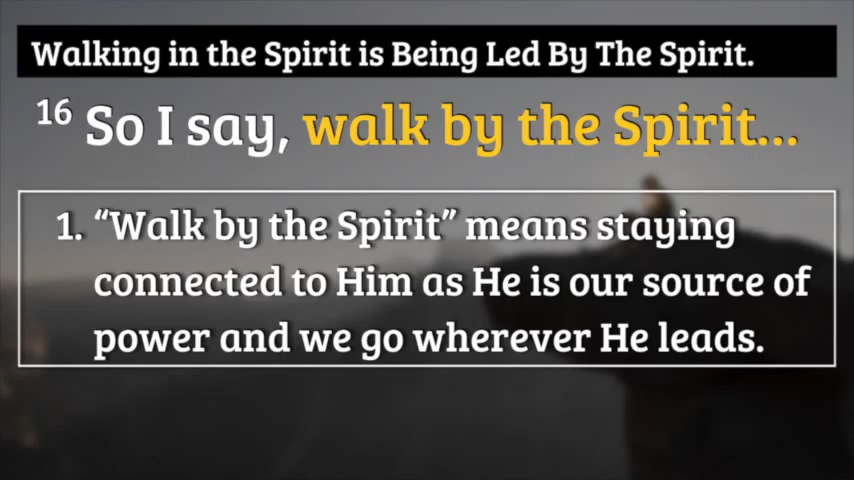 Walking in the Spirit is Being Led By The Spirit.
16 So I say, walk by the Spirit...
1. “Walk by the Spirit” means staying
connected to Him as He is our source of
power and we go wherever He leads.